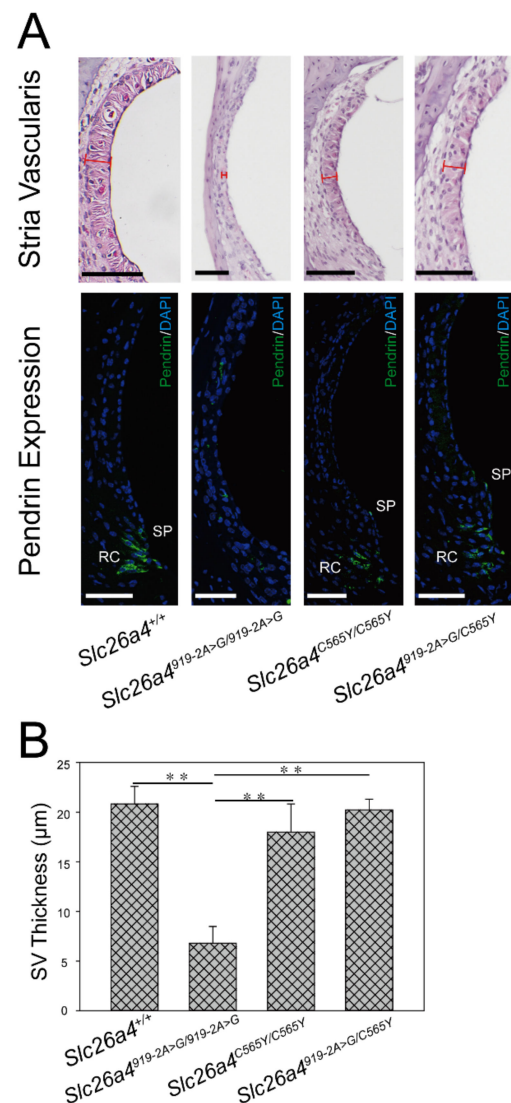 A
Stria Vascularis
Pendrin Expression
Pendrin/DAPI
SP
RC
Pendrin/DAPI
Pendrin/DAPI
SP
RC
Pendrin/DAPI
SP
RC
Slc26a4+/+
Slc26a4919-2A>G/919-2A>G
Slc26a4C565Y/C565Y
Slc26a4919-2A>G/C565Y
B
SV Thickness (µm)
25
20
15
10
5
0
** 
**
**
Slc26a4+/+
Slc26a4919-2A>G/919-2A>G
Slc26a4C565Y/C565Y
Slc26a4919-2A>G/C565Y